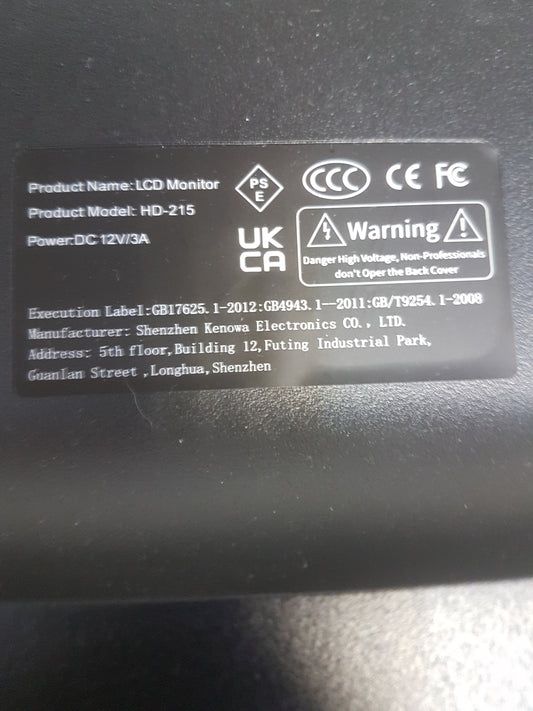 Product Name: LCD Monitor
Product Model: HD-215
Power:DC 12V/3A
PS
E
CCC CE FC
UK
CA
Warning
Danger High Voltage, Non-Professionals
don't Oper the Back Cover
Execution Label:GB17625.1-2012:GB4943.1--2011:GB/T9254.1-2008
Manufacturer: Shenzhen Kenowa Electronics CO., LTD.
Address: 5th floor,Building 12,Futing Industrial Park,
Guanlan Street ,Longhua,Shenzhen